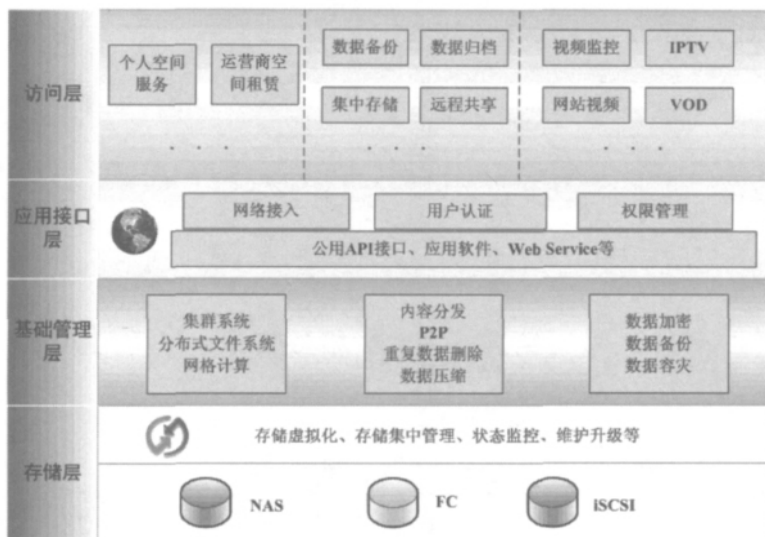 访问层
个人空间
服务
运营商空
间租赁
数据备份
数据归档
集中存储
远程共享
视频监控
IPTV
网站视频
VOD
. . .
. . .
. . .
应用接口
层
网络接入
用户认证
权限管理
公用API接口、应用软件、Web Service等
基础管理
层
集群系统
分布式文件系统
网格计算
内容分发
P2P
重复数据删除
数据压缩
数据加密
数据备份
数据容灾
存储层
存储虚拟化、存储集中管理、状态监控、维护升级等
NAS
FC
iSCSI